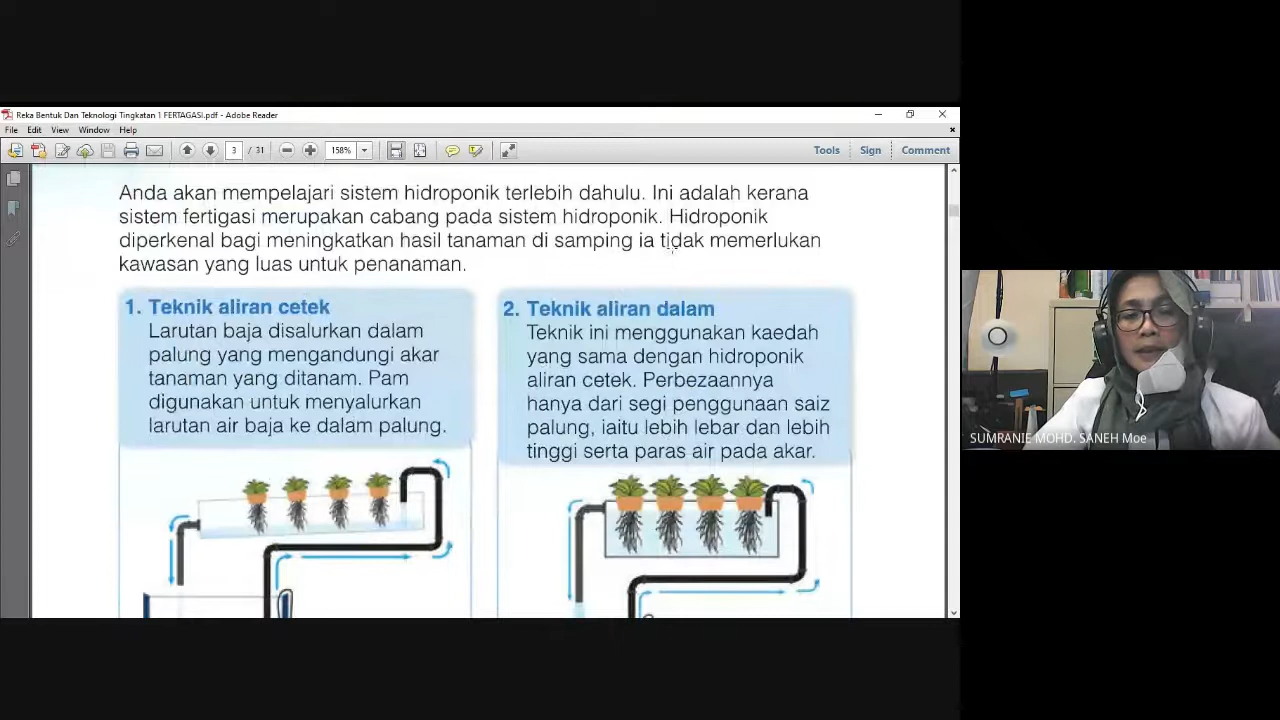 Reka Bentuk Dan Teknologi Tingkatan 1 FERTAGASI.pdf - Adobe Reader
File Edit View Window Help
3 / 31 158% Tools Sign Comment
Anda akan mempelajari sistem hidroponik terlebih dahulu. Ini adalah kerana
sistem fertigasi merupakan cabang pada sistem hidroponik. Hidroponik
diperkenal bagi meningkatkan hasil tanaman di samping ia tidak memerlukan
kawasan yang luas untuk penanaman.
1. Teknik aliran cetek
Larutan baja disalurkan dalam
palung yang mengandungi akar
tanaman yang ditanam. Pam
digunakan untuk menyalurkan
larutan air baja ke dalam palung.
2. Teknik aliran dalam
Teknik ini menggunakan kaedah
yang sama dengan hidroponik
aliran cetek. Perbezaannya
hanya dari segi penggunaan saiz
palung, iaitu lebih lebar dan lebih
tinggi serta paras air pada akar.
SUMRANIE MOHD. SANEH Moe